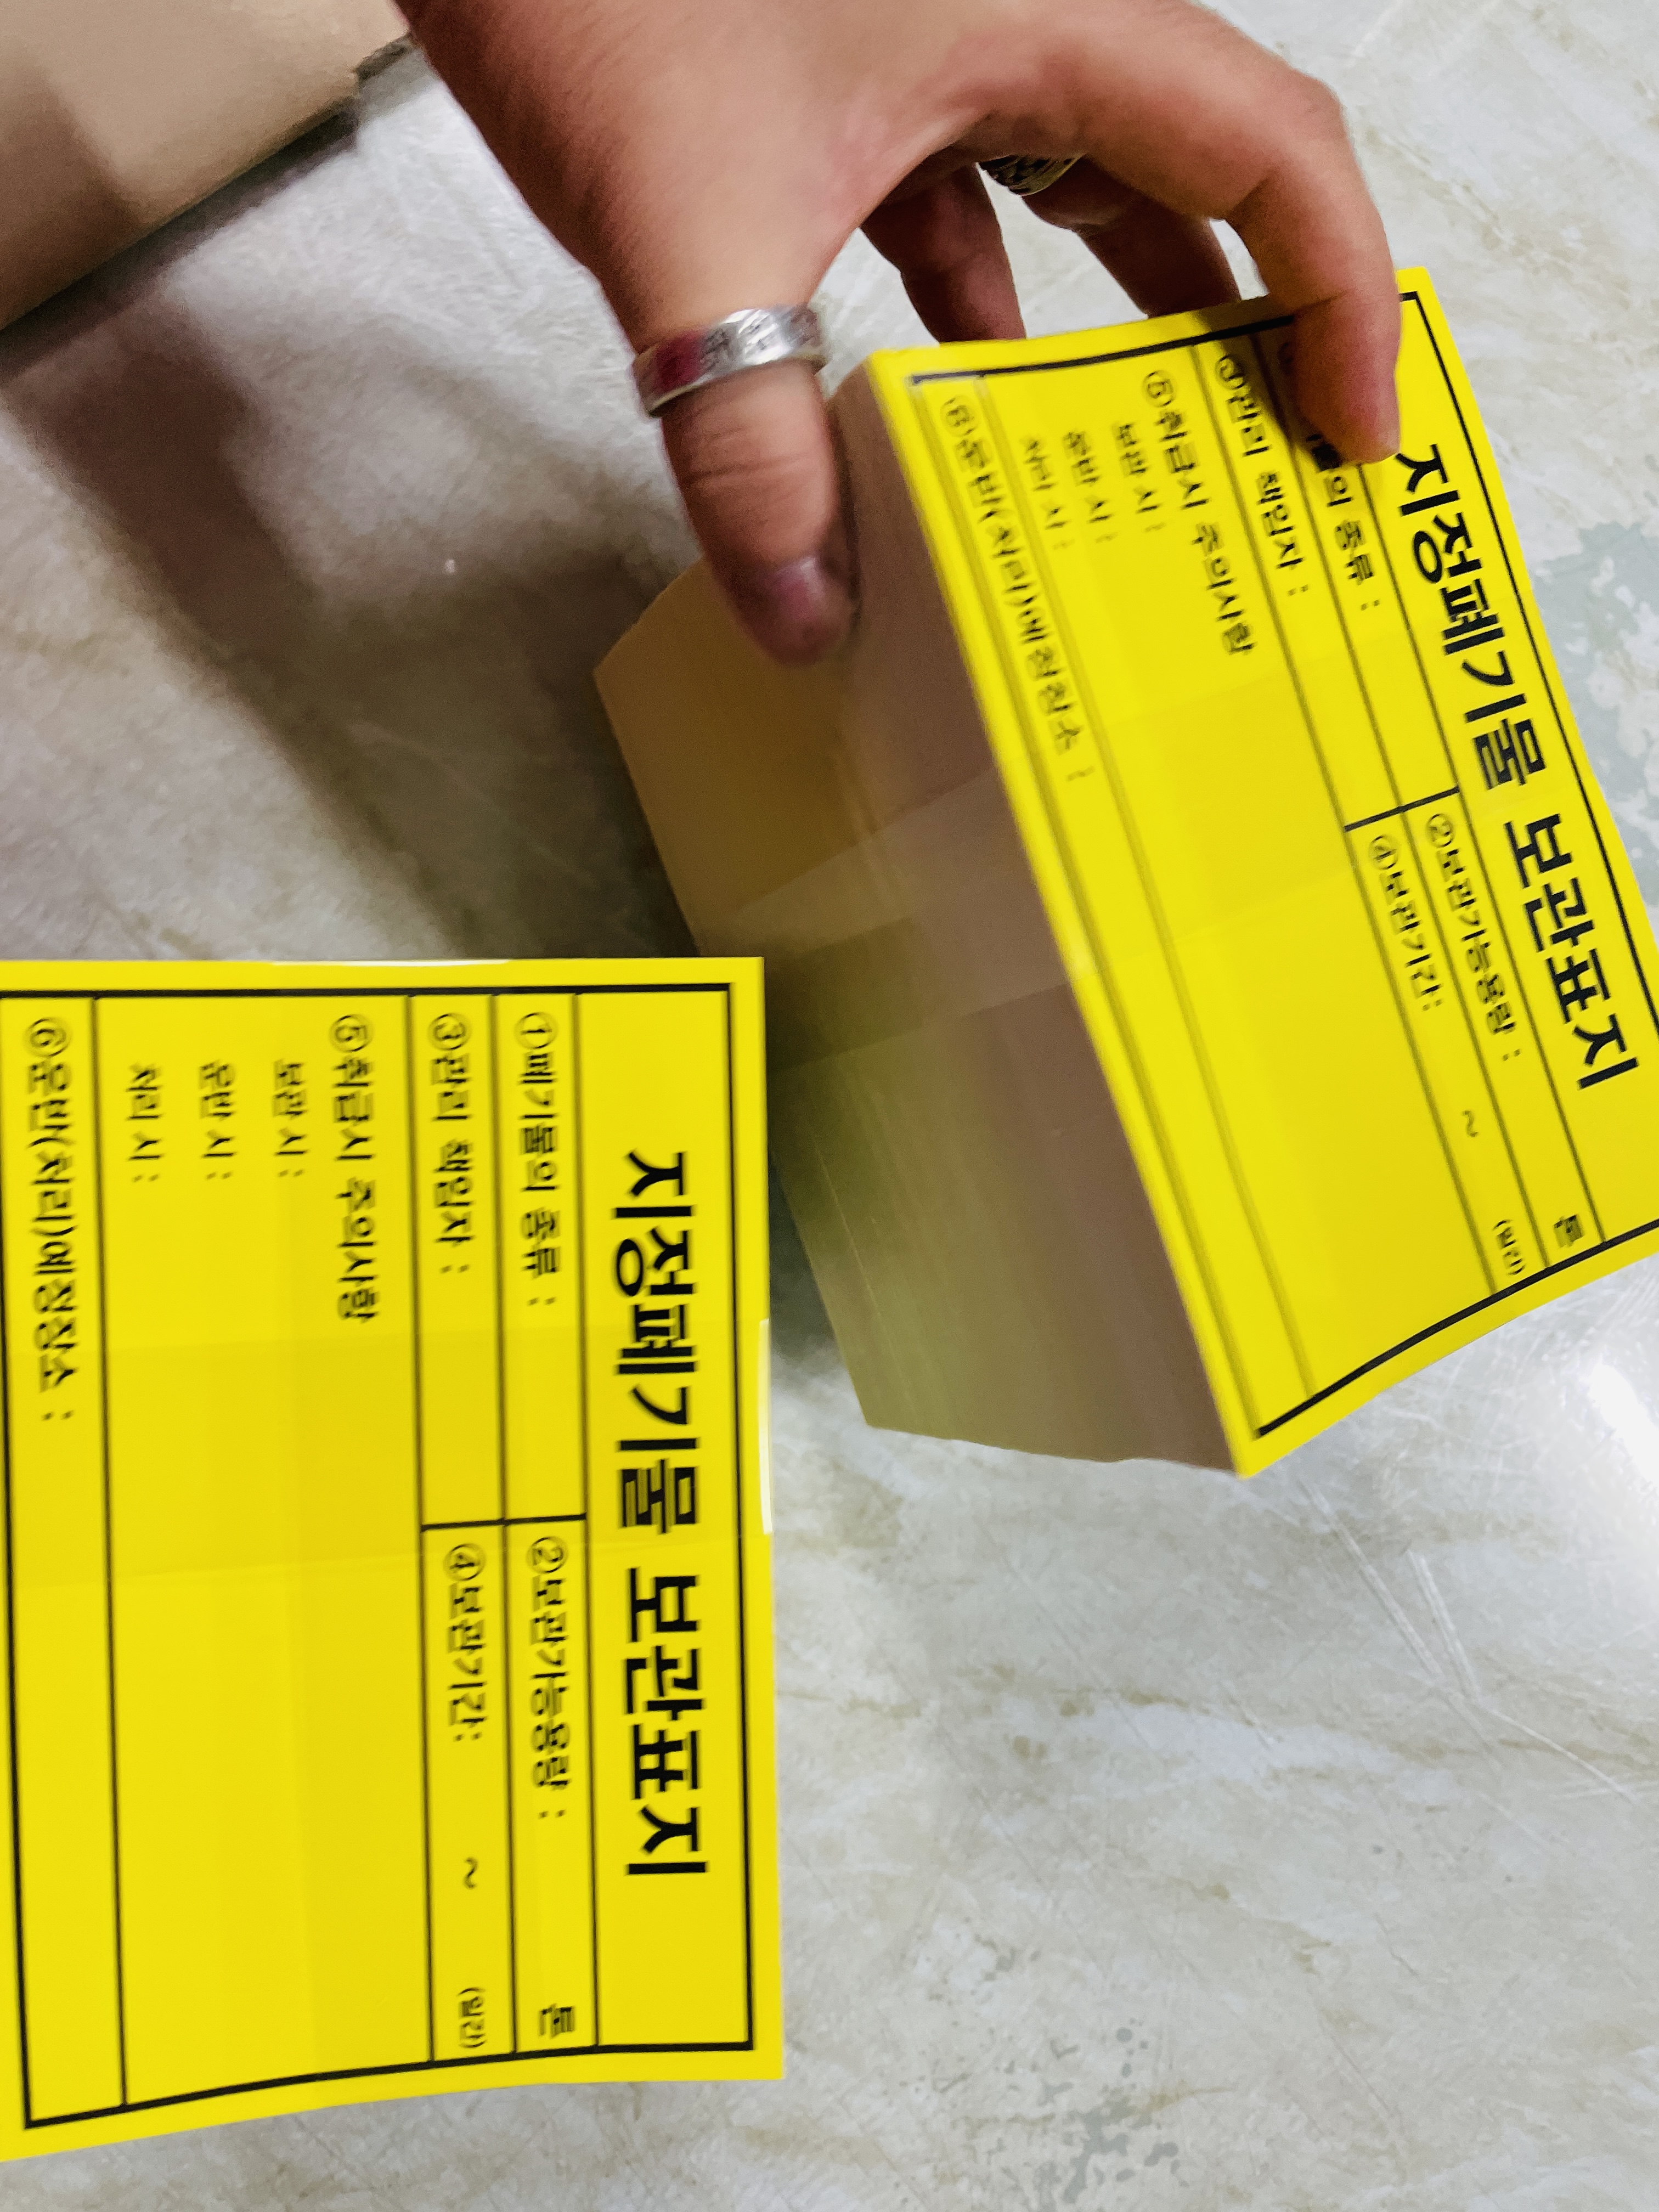 지정폐기물 보관표지
①폐기물의 종류 :
②보관가능용량 : 톤
③관리 책임자 :
④보관기간: ~ (일간)
⑤취급시 주의사항
보관 시 :
운반 시 :
처리 시 :
⑥운반(처리)예정장소 :
지정폐기물 보관표지
의 종류 :
②보관가능용량 : 톤
③관리 책임자 :
④보관기간: ~ (일간)
⑤취급시 주의사항
보관 시 :
운반 시 :
처리 시 :
⑥운반(처리)예정장소 :